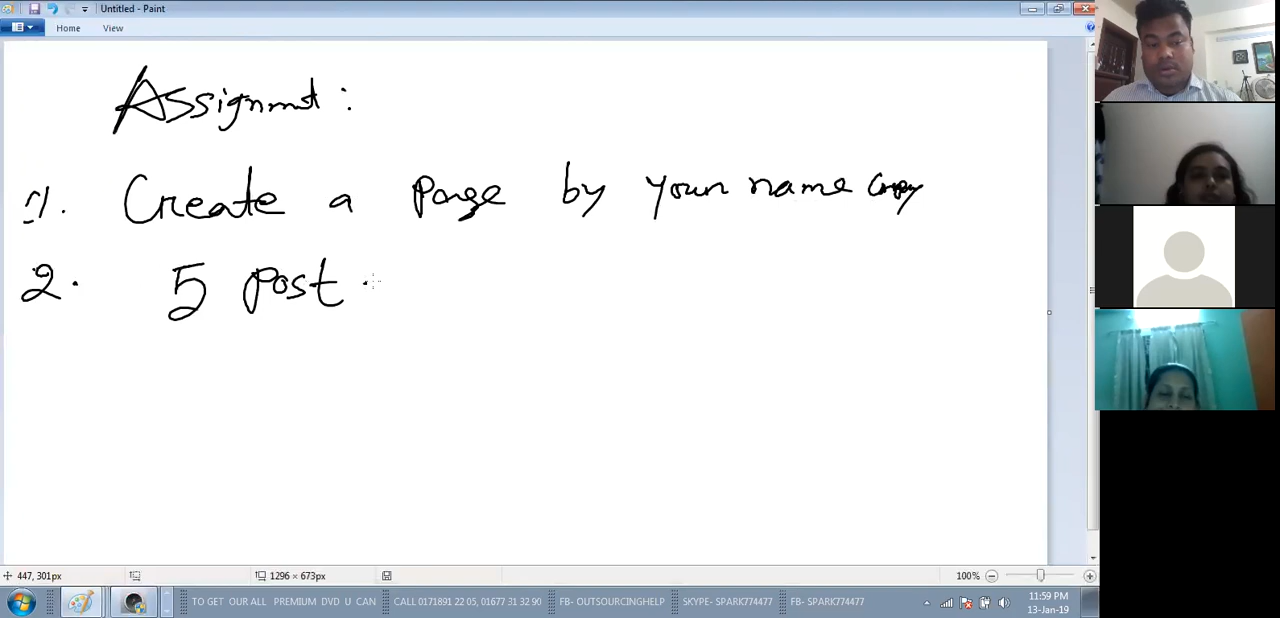 Untitled - Paint
Home
View
Assignmt :
1. Create a Page by Your name copy
2. 5 Post
447, 301px
1296 × 673px
100%
TO GET OUR ALL PREMIUM DVD U CAN
CALL 0171891 22 05, 01677 31 32 90
FB- OUTSOURCINGHELP
SKYPE- SPARK774477
FB- SPARK774477
11:59 PM
13-Jan-19